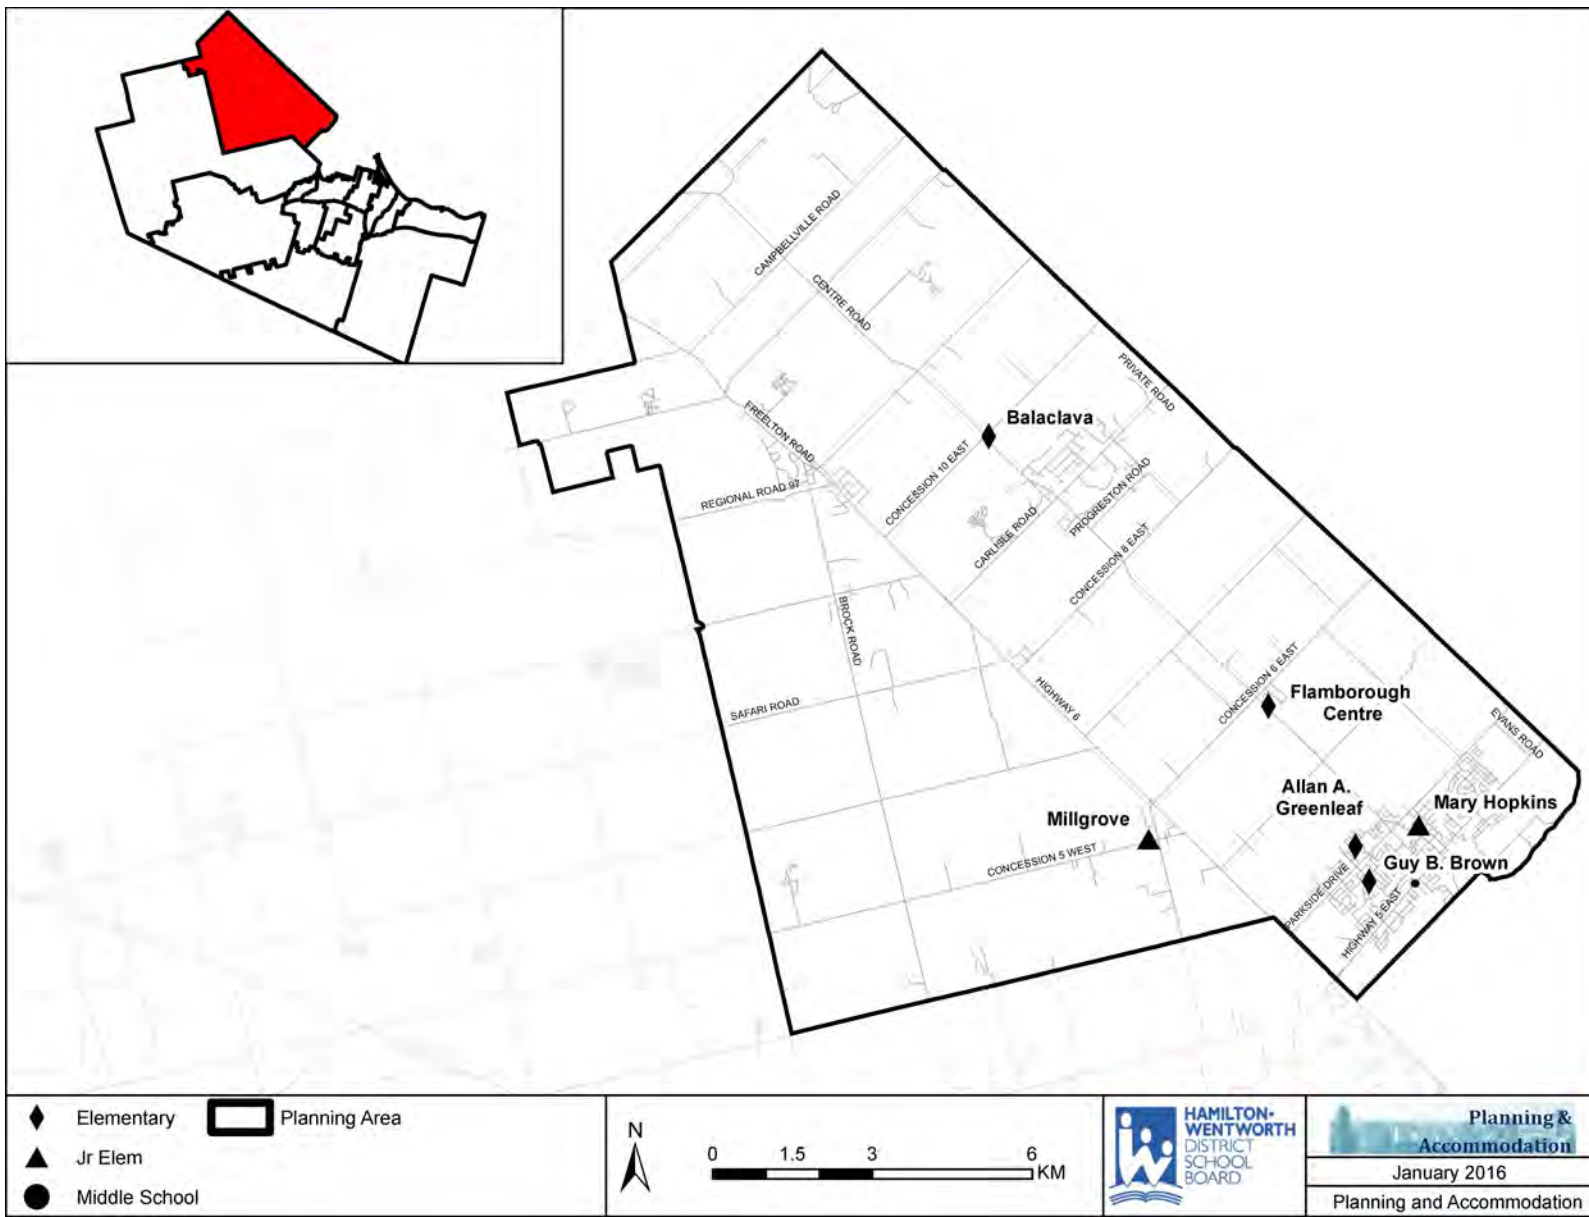 CAMPBELLVILLE ROAD
CENTRE ROAD
PRIVATE ROAD
FREELTON ROAD
Balaclava
CONCESSION 10 EAST
REGIONAL ROAD 97
PROGRESTON ROAD
CARLISLE ROAD
CONCESSION 8 EAST
BROCK ROAD
CONCESSION 6 EAST
HIGHWAY 6
SAFARI ROAD
Flamborough
Centre
EVANS ROAD
Allan A.
Greenleaf
Mary Hopkins
Millgrove
CONCESSION 5 WEST
Guy B. Brown
PARKSIDE DRIVE
HIGHWAY 5 EAST
Elementary
Planning Area
Jr Elem
Middle School
N
0 1.5 3 6
KM
HAMILTON-
WENTWORTH
DISTRICT
SCHOOL
BOARD
Planning &
Accommodation
January 2016
Planning and Accommodation